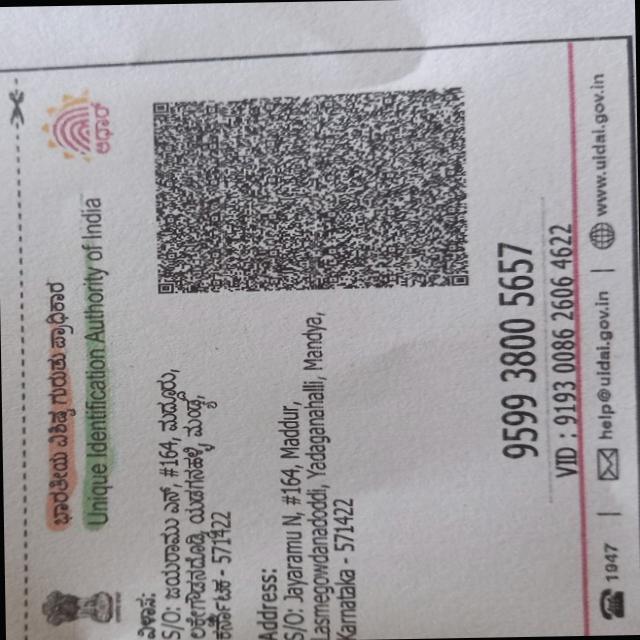 ಭಾರತೀಯ ವಿಶಿಷ್ಟ ಗುರುತು ಪ್ರಾಧಿಕಾರ
Unique Identification Authority of India
ಆಧಾರ್
ವಿಳಾಸ:
S/O: ಜಯರಾಮು ಎನ್, #164, ಮದ್ದೂರು,
ಯಡಗನಹಳ್ಳಿ, ಮಂಡ್ಯ,
ಕರ್ನಾಟಕ - 571422
Address:
S/O: Jayaramu N, #164, Maddur,
Lasmegowdanadoddi, Yadaganahalli, Mandya,
Karnataka - 571422
9599 3800 5657
VID : 9193 0086 2606 4622
1947 | help@uidai.gov.in | www.uidai.gov.in